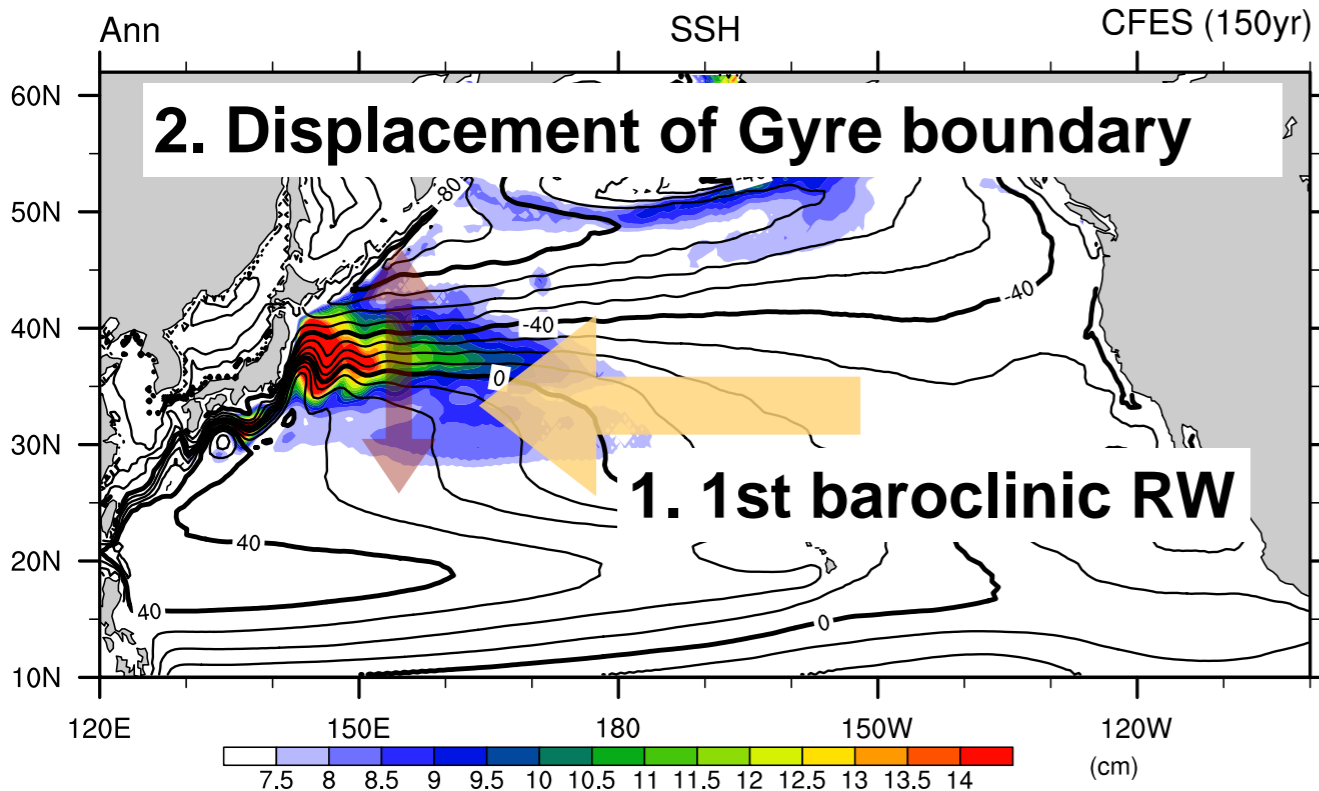 Ann SSH CFES (150yr)
60N
2. Displacement of Gyre boundary
-80
50N
-40
40N
-40
0
30N
1. 1st baroclinic RW
40
20N
40
0
10N
120E 150E 180 150W 120W
7.5 8 8.5 9 9.5 10 10.5 11 11.5 12 12.5 13 13.5 14 (cm)